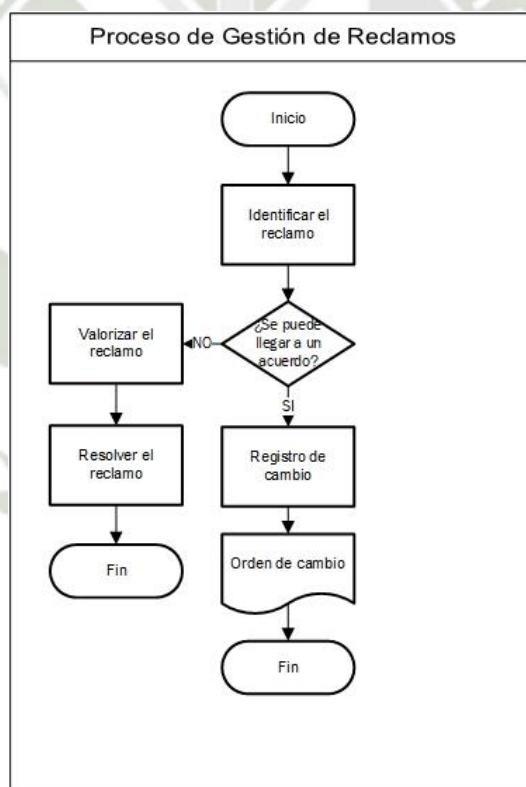 Proceso de Gestión de Reclamos
Inicio
Identificar el
reclamo
¿Se puede
llegar a un
acuerdo?
NO
Valorizar el
reclamo
Resolver el
reclamo
Fin
SI
Registro de
cambio
Orden de cambio
Fin